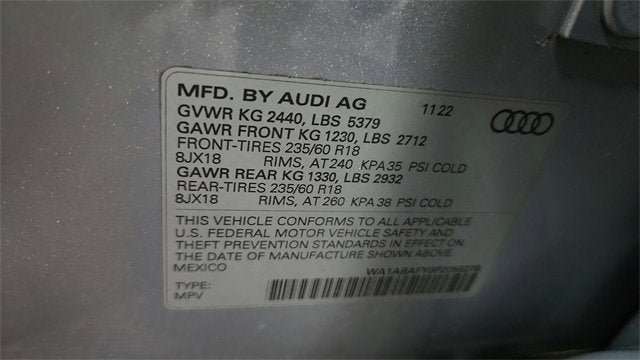 MFD. BY AUDI AG 1122
GVWR KG 2440, LBS 5379
GAWR FRONT KG 1230, LBS 2712
FRONT-TIRES 235/60 R18
8JX18 RIMS, AT240 KPA35 PSI COLD
GAWR REAR KG 1330, LBS 2932
REAR-TIRES 235/60 R18
8JX18 RIMS, AT 260 KPA 38 PSI COLD
THIS VEHICLE CONFORMS TO ALL APPLICABLE
U.S. FEDERAL MOTOR VEHICLE SAFETY AND
THEFT PREVENTION STANDARDS IN EFFECT ON
THE DATE OF MANUFACTURE SHOWN ABOVE.
MEXICO
TYPE:
MPV